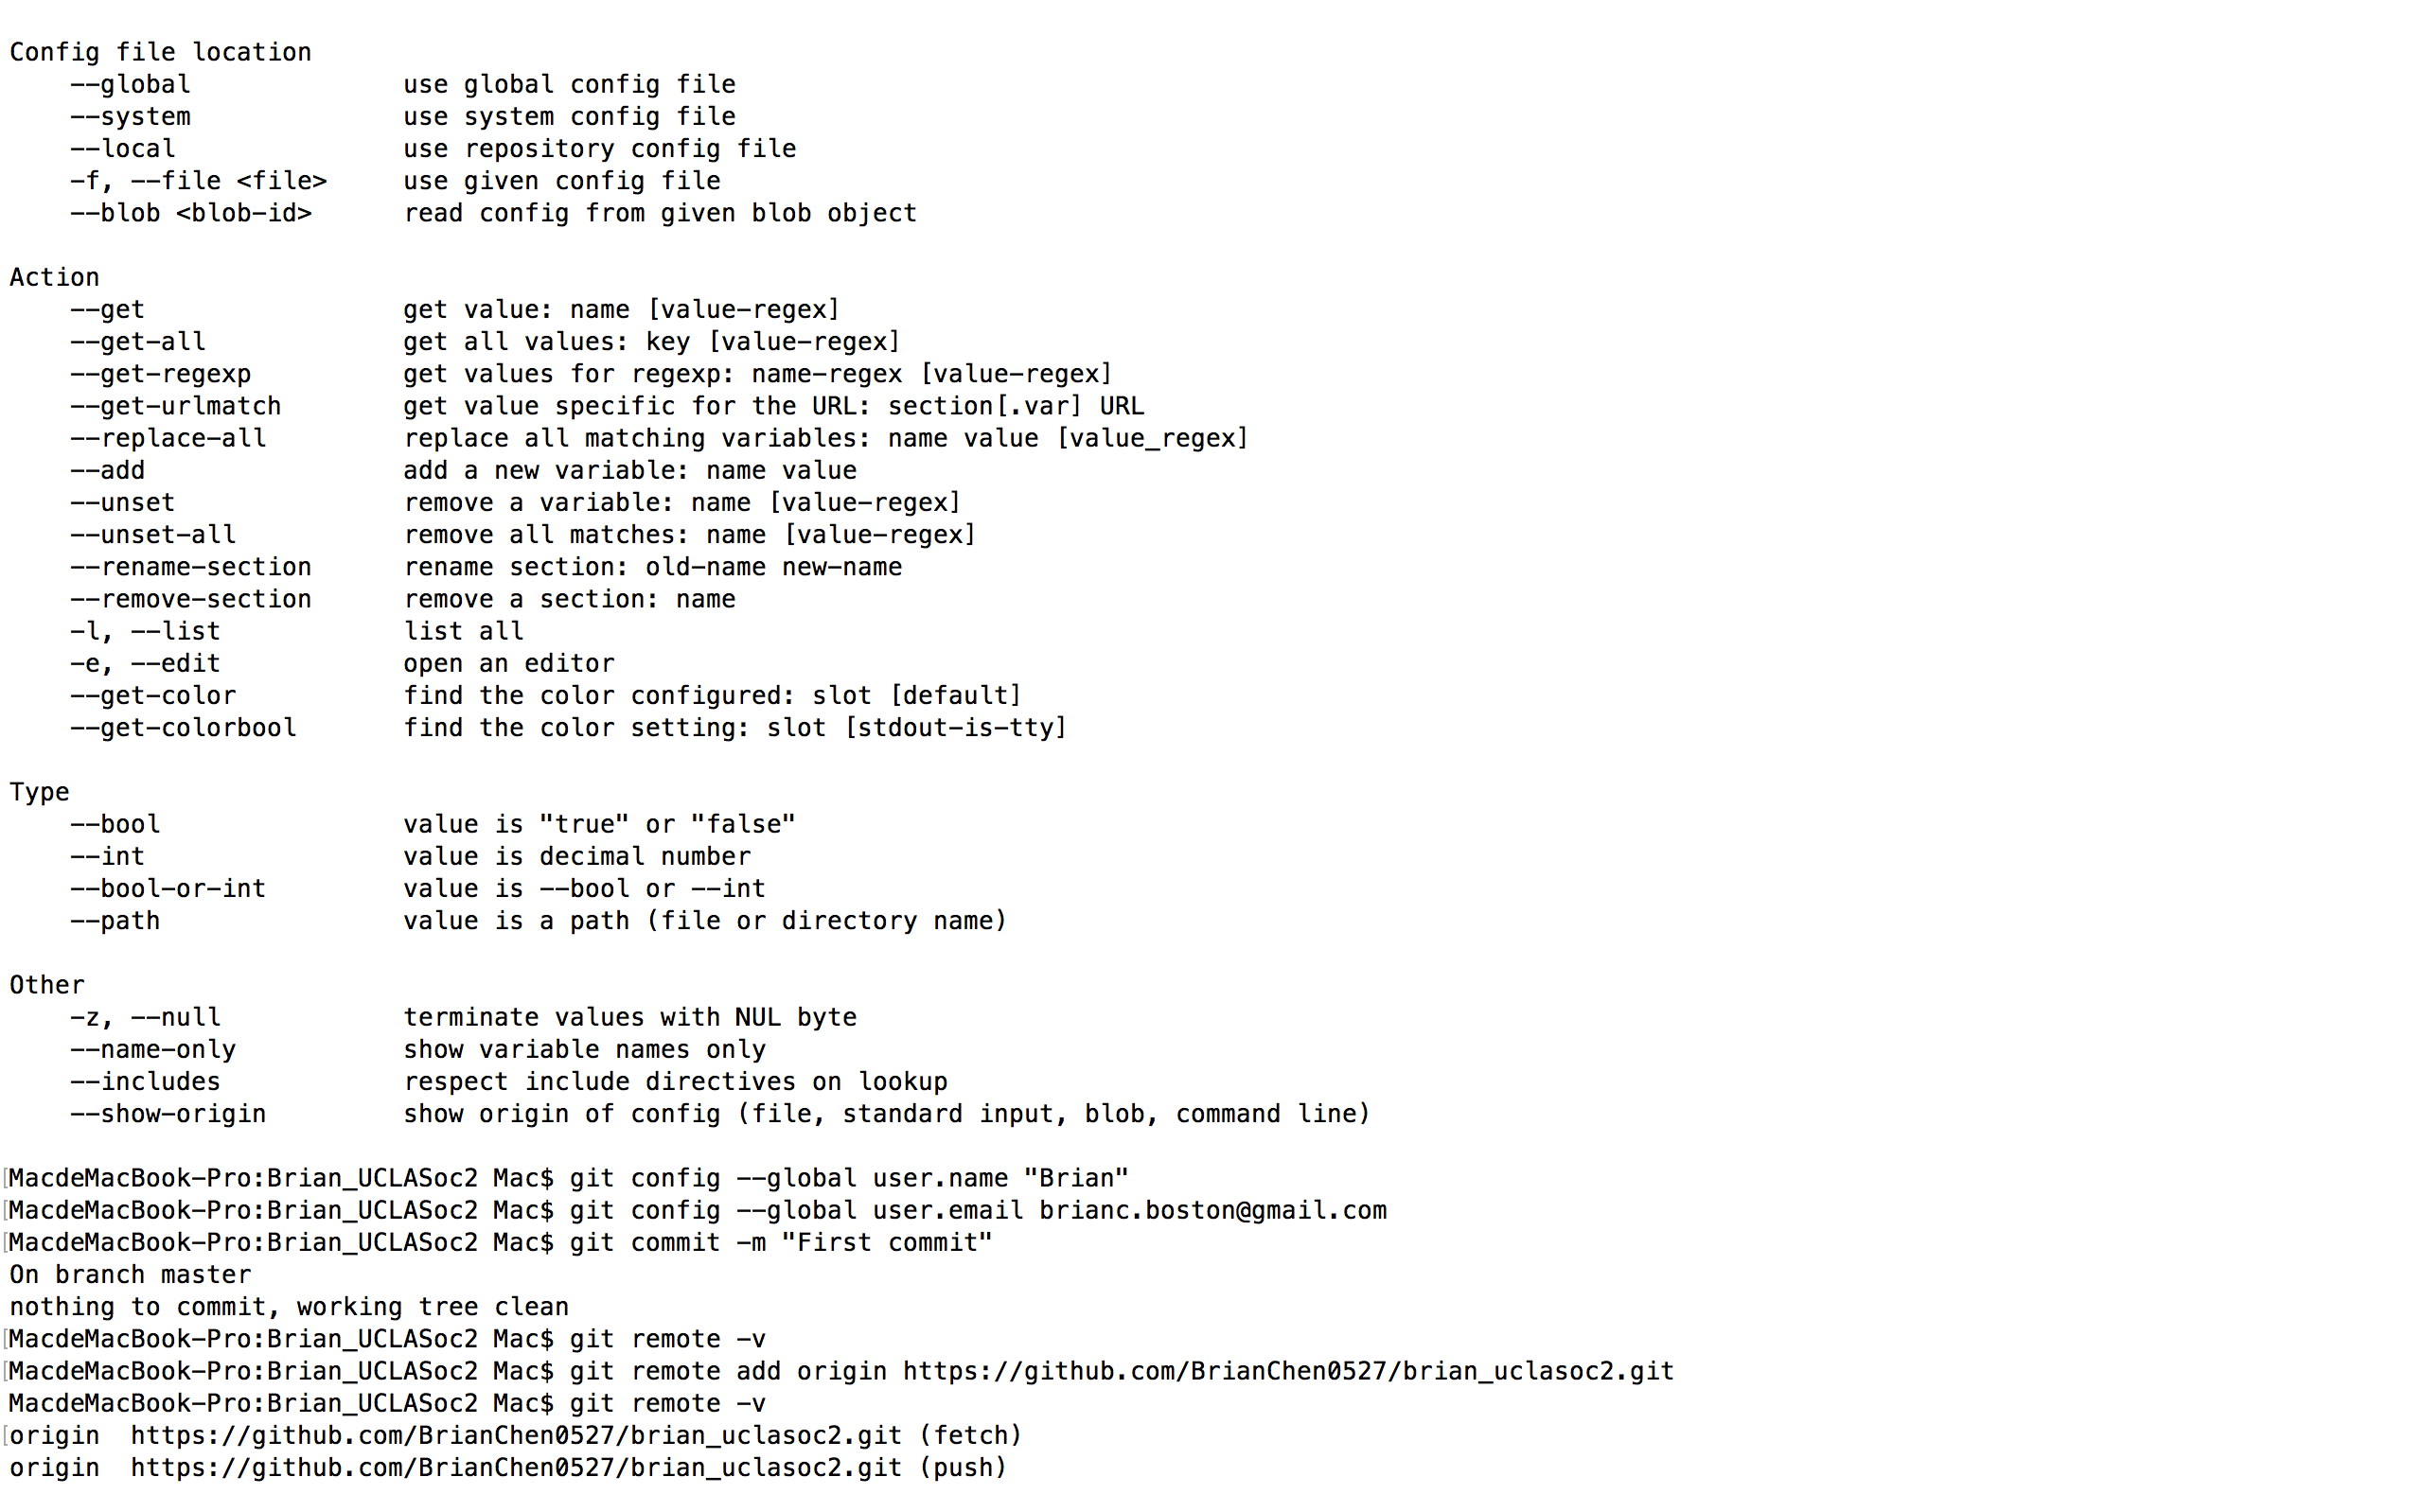 Config file location
    --global              use global config file
    --system              use system config file
    --local               use repository config file
    -f, --file <file>     use given config file
    --blob <blob-id>      read config from given blob object

Action
    --get                 get value: name [value-regex]
    --get-all             get all values: key [value-regex]
    --get-regexp          get values for regexp: name-regex [value-regex]
    --get-urlmatch        get value specific for the URL: section[.var] URL
    --replace-all         replace all matching variables: name value [value_regex]
    --add                 add a new variable: name value
    --unset               remove a variable: name [value-regex]
    --unset-all           remove all matches: name [value-regex]
    --rename-section      rename section: old-name new-name
    --remove-section      remove a section: name
    -l, --list            list all
    -e, --edit            open an editor
    --get-color           find the color configured: slot [default]
    --get-colorbool       find the color setting: slot [stdout-is-tty]

Type
    --bool                value is "true" or "false"
    --int                 value is decimal number
    --bool-or-int         value is --bool or --int
    --path                value is a path (file or directory name)

Other
    -z, --null            terminate values with NUL byte
    --name-only           show variable names only
    --includes            respect include directives on lookup
    --show-origin         show origin of config (file, standard input, blob, command line)

[MacdeMacBook-Pro:Brian_UCLASoc2 Mac$ git config --global user.name "Brian"
[MacdeMacBook-Pro:Brian_UCLASoc2 Mac$ git config --global user.email brianc.boston@gmail.com
[MacdeMacBook-Pro:Brian_UCLASoc2 Mac$ git commit -m "First commit"
On branch master
nothing to commit, working tree clean
[MacdeMacBook-Pro:Brian_UCLASoc2 Mac$ git remote -v
[MacdeMacBook-Pro:Brian_UCLASoc2 Mac$ git remote add origin https://github.com/BrianChen0527/brian_uclasoc2.git
MacdeMacBook-Pro:Brian_UCLASoc2 Mac$ git remote -v
[origin  https://github.com/BrianChen0527/brian_uclasoc2.git (fetch)
origin  https://github.com/BrianChen0527/brian_uclasoc2.git (push)